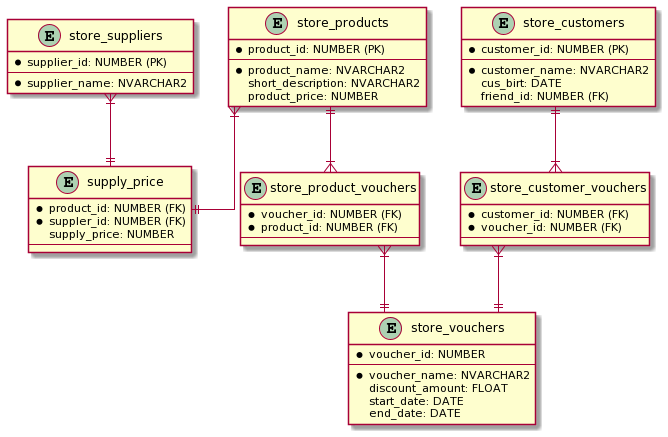 E store_suppliers
supplier_id: NUMBER (PK)
supplier_name: NVARCHAR2
E store_products
product_id: NUMBER (PK)
product_name: NVARCHAR2
short_description: NVARCHAR2
product_price: NUMBER
E store_customers
customer_id: NUMBER (PK)
customer_name: NVARCHAR2
cus_birt: DATE
friend_id: NUMBER (FK)
E supply_price
product_id: NUMBER (FK)
suppler_id: NUMBER (FK)
supply_price: NUMBER
E store_product_vouchers
voucher_id: NUMBER (FK)
product_id: NUMBER (FK)
E store_customer_vouchers
customer_id: NUMBER (FK)
voucher_id: NUMBER (FK)
E store_vouchers
voucher_id: NUMBER
voucher_name: NVARCHAR2
discount_amount: FLOAT
start_date: DATE
end_date: DATE